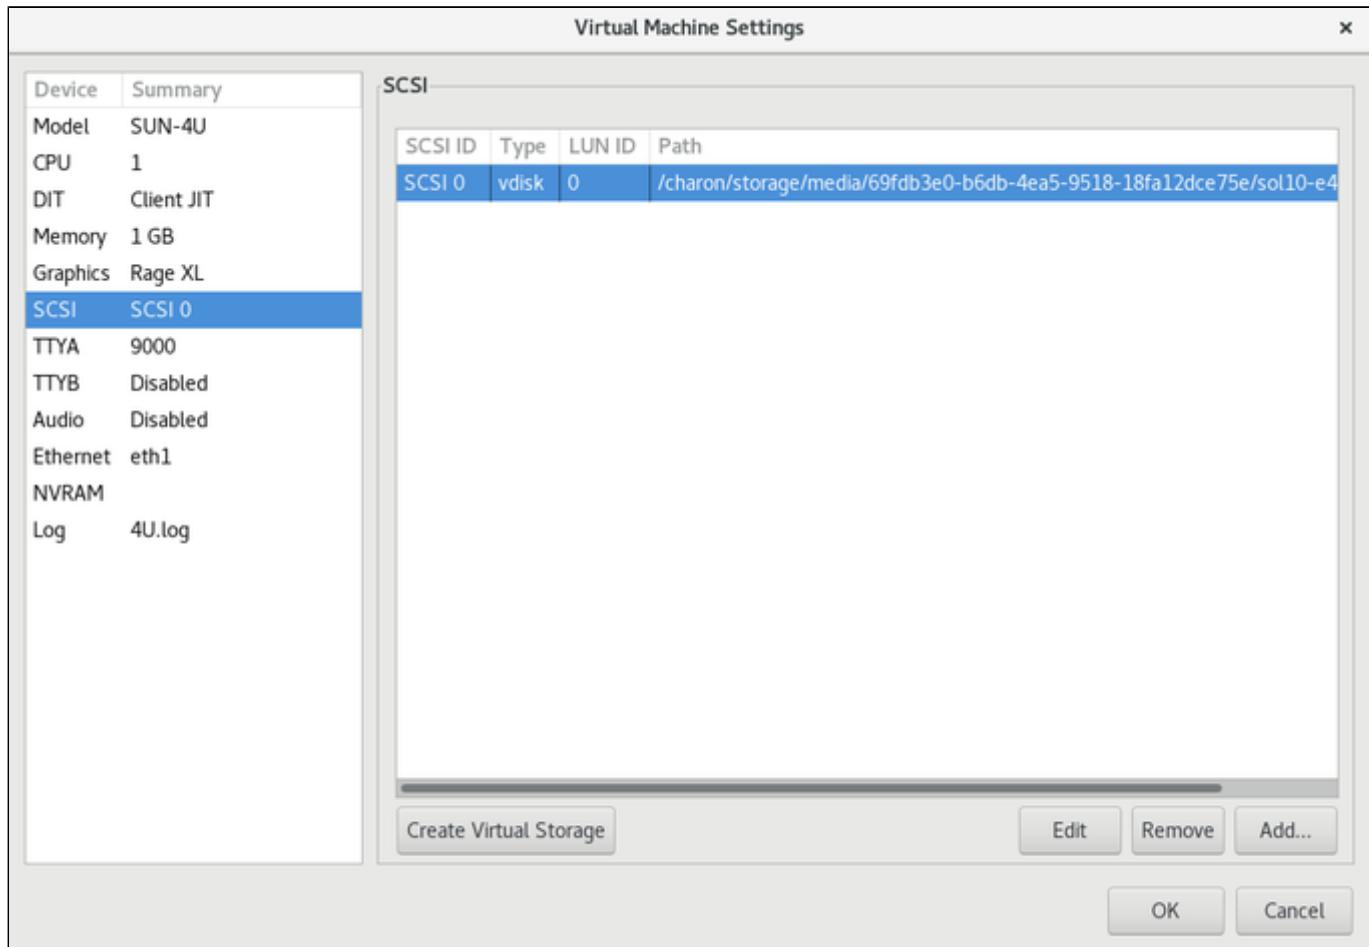 Virtual Machine Settings ×
Device Summary
Model SUN-4U
CPU 1
DIT Client JIT
Memory 1 GB
Graphics Rage XL
SCSI SCSI 0
TTYA 9000
TTYB Disabled
Audio Disabled
Ethernet eth1
NVRAM
Log 4U.log
SCSI
SCSI ID Type LUN ID Path
SCSI 0 vdisk 0 /charon/storage/media/69fdb3e0-b6db-4ea5-9518-18fa12dce75e/sol10-e4
Create Virtual Storage Edit Remove Add...
OK Cancel